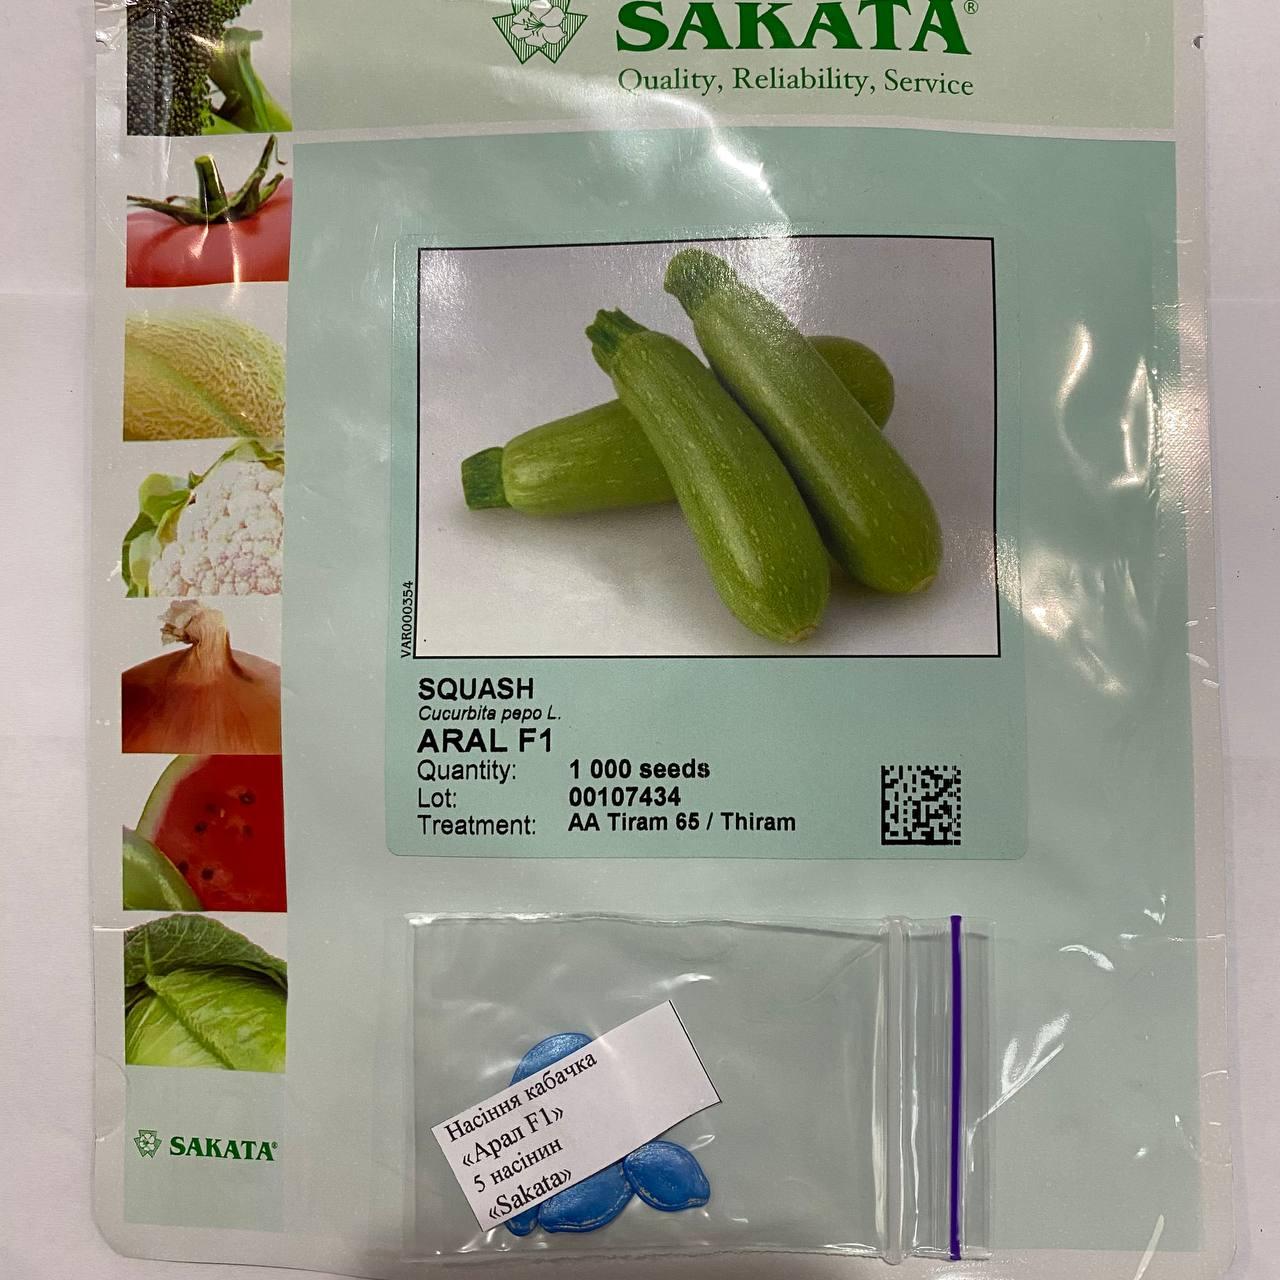 SAKATA®
Quality, Reliability, Service
VAR000354
SQUASH
Cucurbita pepo L.
ARAL F1
Quantity: 1 000 seeds
Lot: 00107434
Treatment: AA Tiram 65 / Thiram
Насіння кабачка
«Арал F1»
5 насінин
«Sakata»
SAKATA®